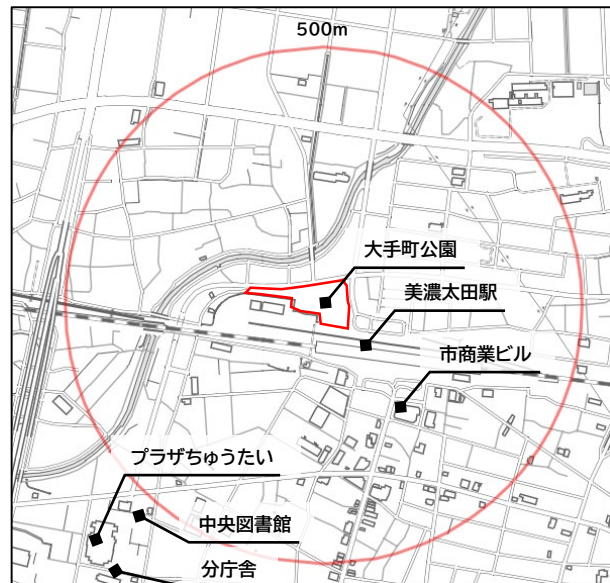 500m
大手町公園
美濃太田駅
市商業ビル
プラザちゅうたい
中央図書館
分庁舎